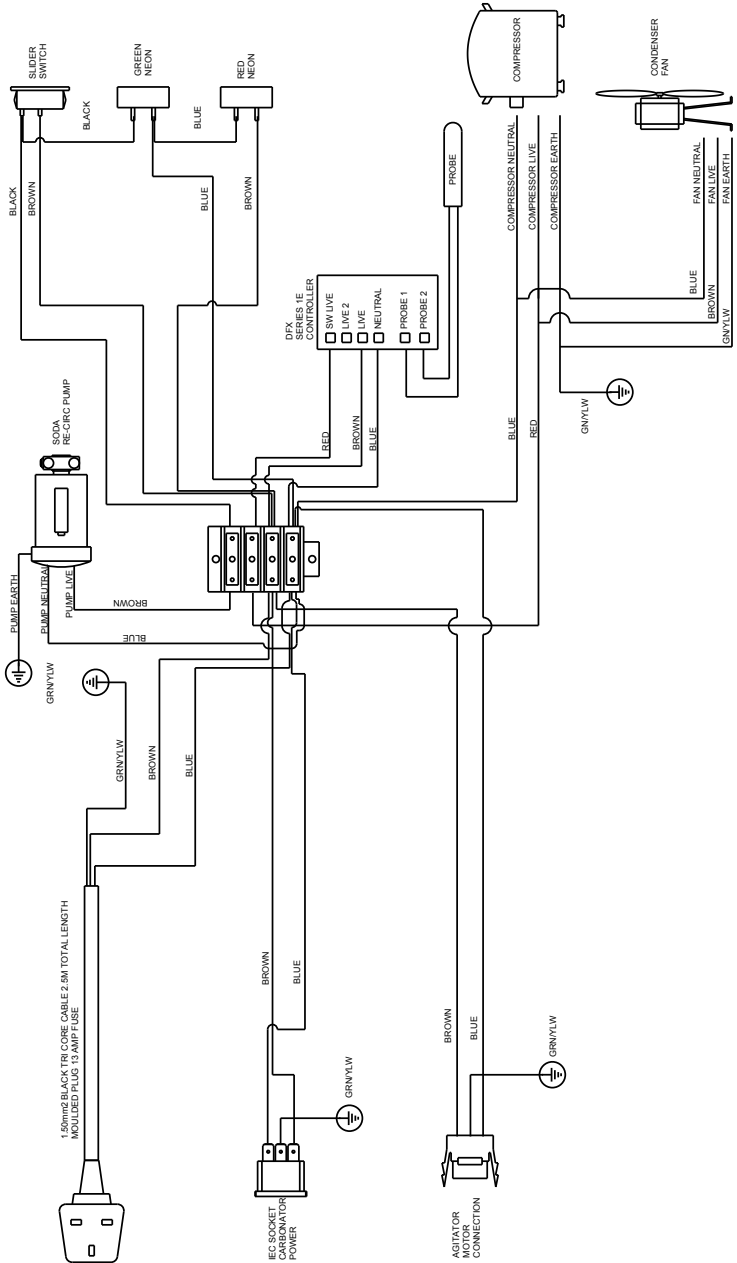 SLIDER
SWITCH
GREEN
NEON
RED
NEON
COMPRESSOR
CONDENSER
FAN
BLACK
BLUE
BLACK
BROWN
BLUE
BROWN
PROBE
COMPRESSOR NEUTRAL
COMPRESSOR LIVE
COMPRESSOR EARTH
FAN NEUTRAL
FAN LIVE
FAN EARTH
DFX
SERIES 1E
CONTROLLER
SW LIVE
LIVE 2
LIVE
NEUTRAL
PROBE 1
PROBE 2
BLUE
BROWN
GN/YLW
SODA
RE-CIRC PUMP
RED
BROWN
BLUE
BLUE
RED
GN/YLW
PUMP EARTH
PUMP NEUTRAL
PUMP LIVE
BROWN
BLUE
GRN/YLW
GRN/YLW
BROWN
BLUE
1.50mm2 BLACK TRI CORE CABLE 2.5M TOTAL LENGTH
MOULDED PLUG 13 AMP FUSE
BROWN
BLUE
GRN/YLW
IEC SOCKET
CARBONATOR
POWER
BROWN
BLUE
GRN/YLW
AGITATOR
MOTOR
CONNECTION